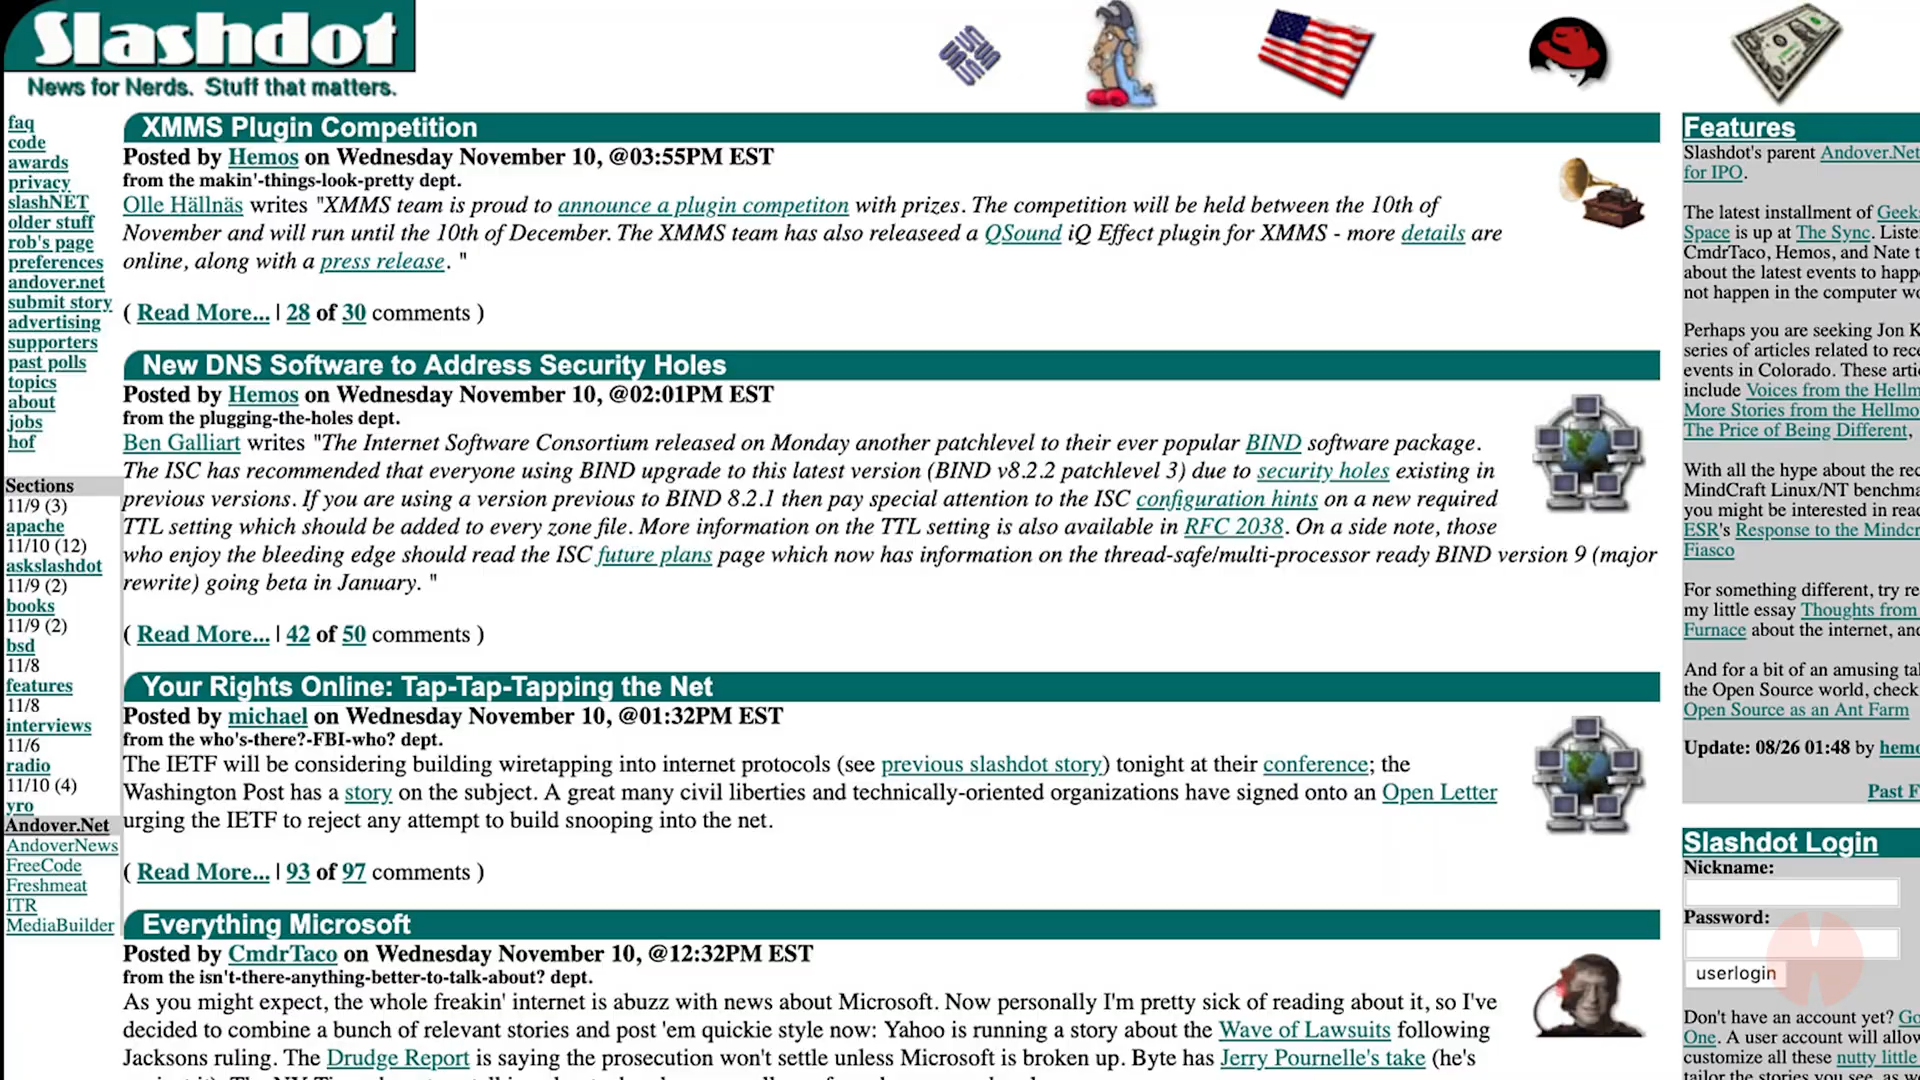 Slashdot
News for Nerds. Stuff that matters.
faq
code
awards
privacy
slashNET
older stuff
rob's page
preferences
andover.net
submit story
advertising
supporters
past polls
topics
about
jobs
hof
Sections
11/9 (3)
apache
11/10 (12)
askslashdot
11/9 (2)
books
11/9 (2)
bsd
11/8
features
11/8
interviews
11/6
radio
11/10 (4)
yro
Andover.Net
AndoverNews
FreeCode
Freshmeat
ITR
MediaBuilder
XMMS Plugin Competition
Posted by Hemos on Wednesday November 10, @03:55PM EST
from the makin'-things-look-pretty dept.
Olle Hällnäs writes "XMMS team is proud to announce a plugin competiton with prizes. The competition will be held between the 10th of
November and will run until the 10th of December. The XMMS team has also releaseed a QSound iQ Effect plugin for XMMS - more details are
online, along with a press release. "
( Read More... | 28 of 30 comments )
New DNS Software to Address Security Holes
Posted by Hemos on Wednesday November 10, @02:01PM EST
from the plugging-the-holes dept.
Ben Galliart writes "The Internet Software Consortium released on Monday another patchlevel to their ever popular BIND software package.
The ISC has recommended that everyone using BIND upgrade to this latest version (BIND v8.2.2 patchlevel 3) due to security holes existing in
previous versions. If you are using a version previous to BIND 8.2.1 then pay special attention to the ISC configuration hints on a new required
TTL setting which should be added to every zone file. More information on the TTL setting is also available in RFC 2038. On a side note, those
who enjoy the bleeding edge should read the ISC future plans page which now has information on the thread-safe/multi-processor ready BIND version 9 (major
rewrite) going beta in January. "
( Read More... | 42 of 50 comments )
Your Rights Online: Tap-Tap-Tapping the Net
Posted by michael on Wednesday November 10, @01:32PM EST
from the who's-there?-FBI-who? dept.
The IETF will be considering building wiretapping into internet protocols (see previous slashdot story) tonight at their conference; the
Washington Post has a story on the subject. A great many civil liberties and technically-oriented organizations have signed onto an Open Letter
urging the IETF to reject any attempt to build snooping into the net.
( Read More... | 93 of 97 comments )
Everything Microsoft
Posted by CmdrTaco on Wednesday November 10, @12:32PM EST
from the isn't-there-anything-better-to-talk-about? dept.
As you might expect, the whole freakin' internet is abuzz with news about Microsoft. Now personally I'm pretty sick of reading about it, so I've
decided to combine a bunch of relevant stories and post 'em quickie style now: Yahoo is running a story about the Wave of Lawsuits following
Jacksons ruling. The Drudge Report is saying the prosecution won't settle unless Microsoft is broken up. Byte has Jerry Pournelle's take (he's
Features
Slashdot's parent Andover.Net
for IPO.
The latest installment of Geeks
Space is up at The Sync. Liste
CmdrTaco, Hemos, and Nate t
about the latest events to happ
not happen in the computer wo
Perhaps you are seeking Jon K
series of articles related to rece
events in Colorado. These artic
include Voices from the Hellm
More Stories from the Hellmo
The Price of Being Different,
With all the hype about the rec
MindCraft Linux/NT benchma
you might be interested in read
ESR's Response to the Mindcr
Fiasco
For something different, try re
my little essay Thoughts from
Furnace about the internet, and
And for a bit of an amusing tal
the Open Source world, check
Open Source as an Ant Farm
Update: 08/26 01:48 by hemo
Past F
Slashdot Login
Nickname:
Password:
userlogin
Don't have an account yet? Go
One. A user account will allow
customize all these nutty little